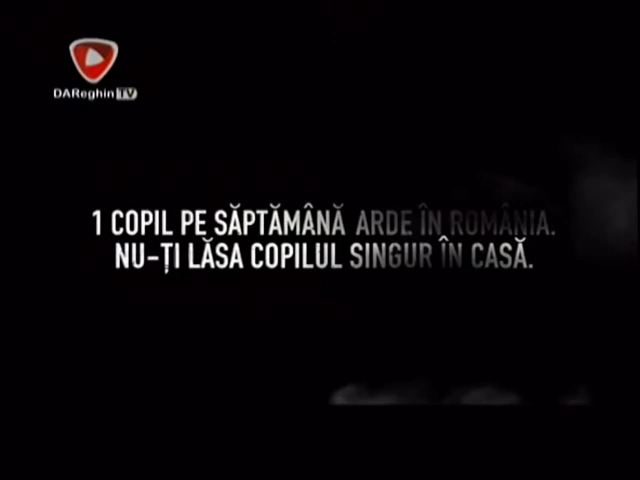 DAReghin TV
1 COPIL PE SĂPTĂMÂNĂ ARDE ÎN ROMÂNIA.
NU-ȚI LĂSA COPILUL SINGUR ÎN CASĂ.